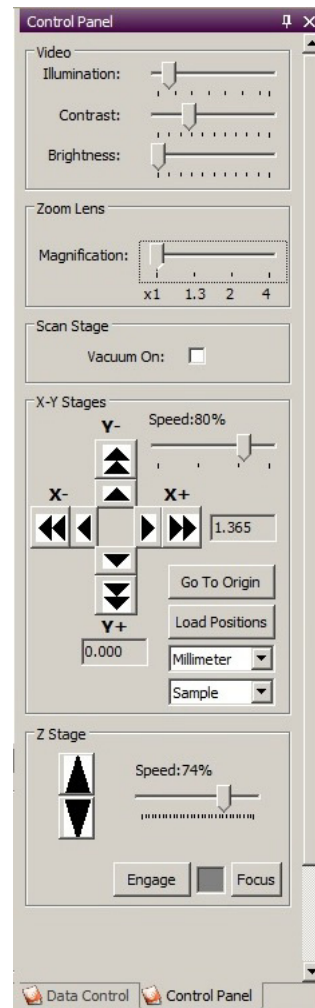 Control Panel
Video
Illumination:
Contrast:
Brightness:
Zoom Lens
Magnification:
x1 1.3 2 4
Scan Stage
Vacuum On:
X-Y Stages
Y- Speed:80%
X- X+
1.365
Go To Origin
Y+ Load Positions
0.000 Millimeter
Sample
Z Stage
Speed:74%
Engage Focus
Data Control Control Panel